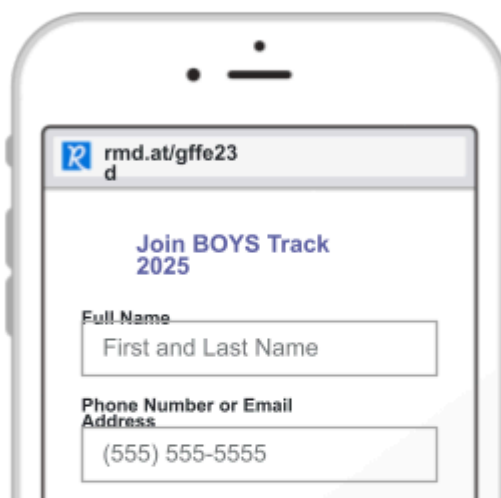 rmd.at/gffe23
d
Join BOYS Track
2025
Full Name
First and Last Name
Phone Number or Email
Address
(555) 555-5555